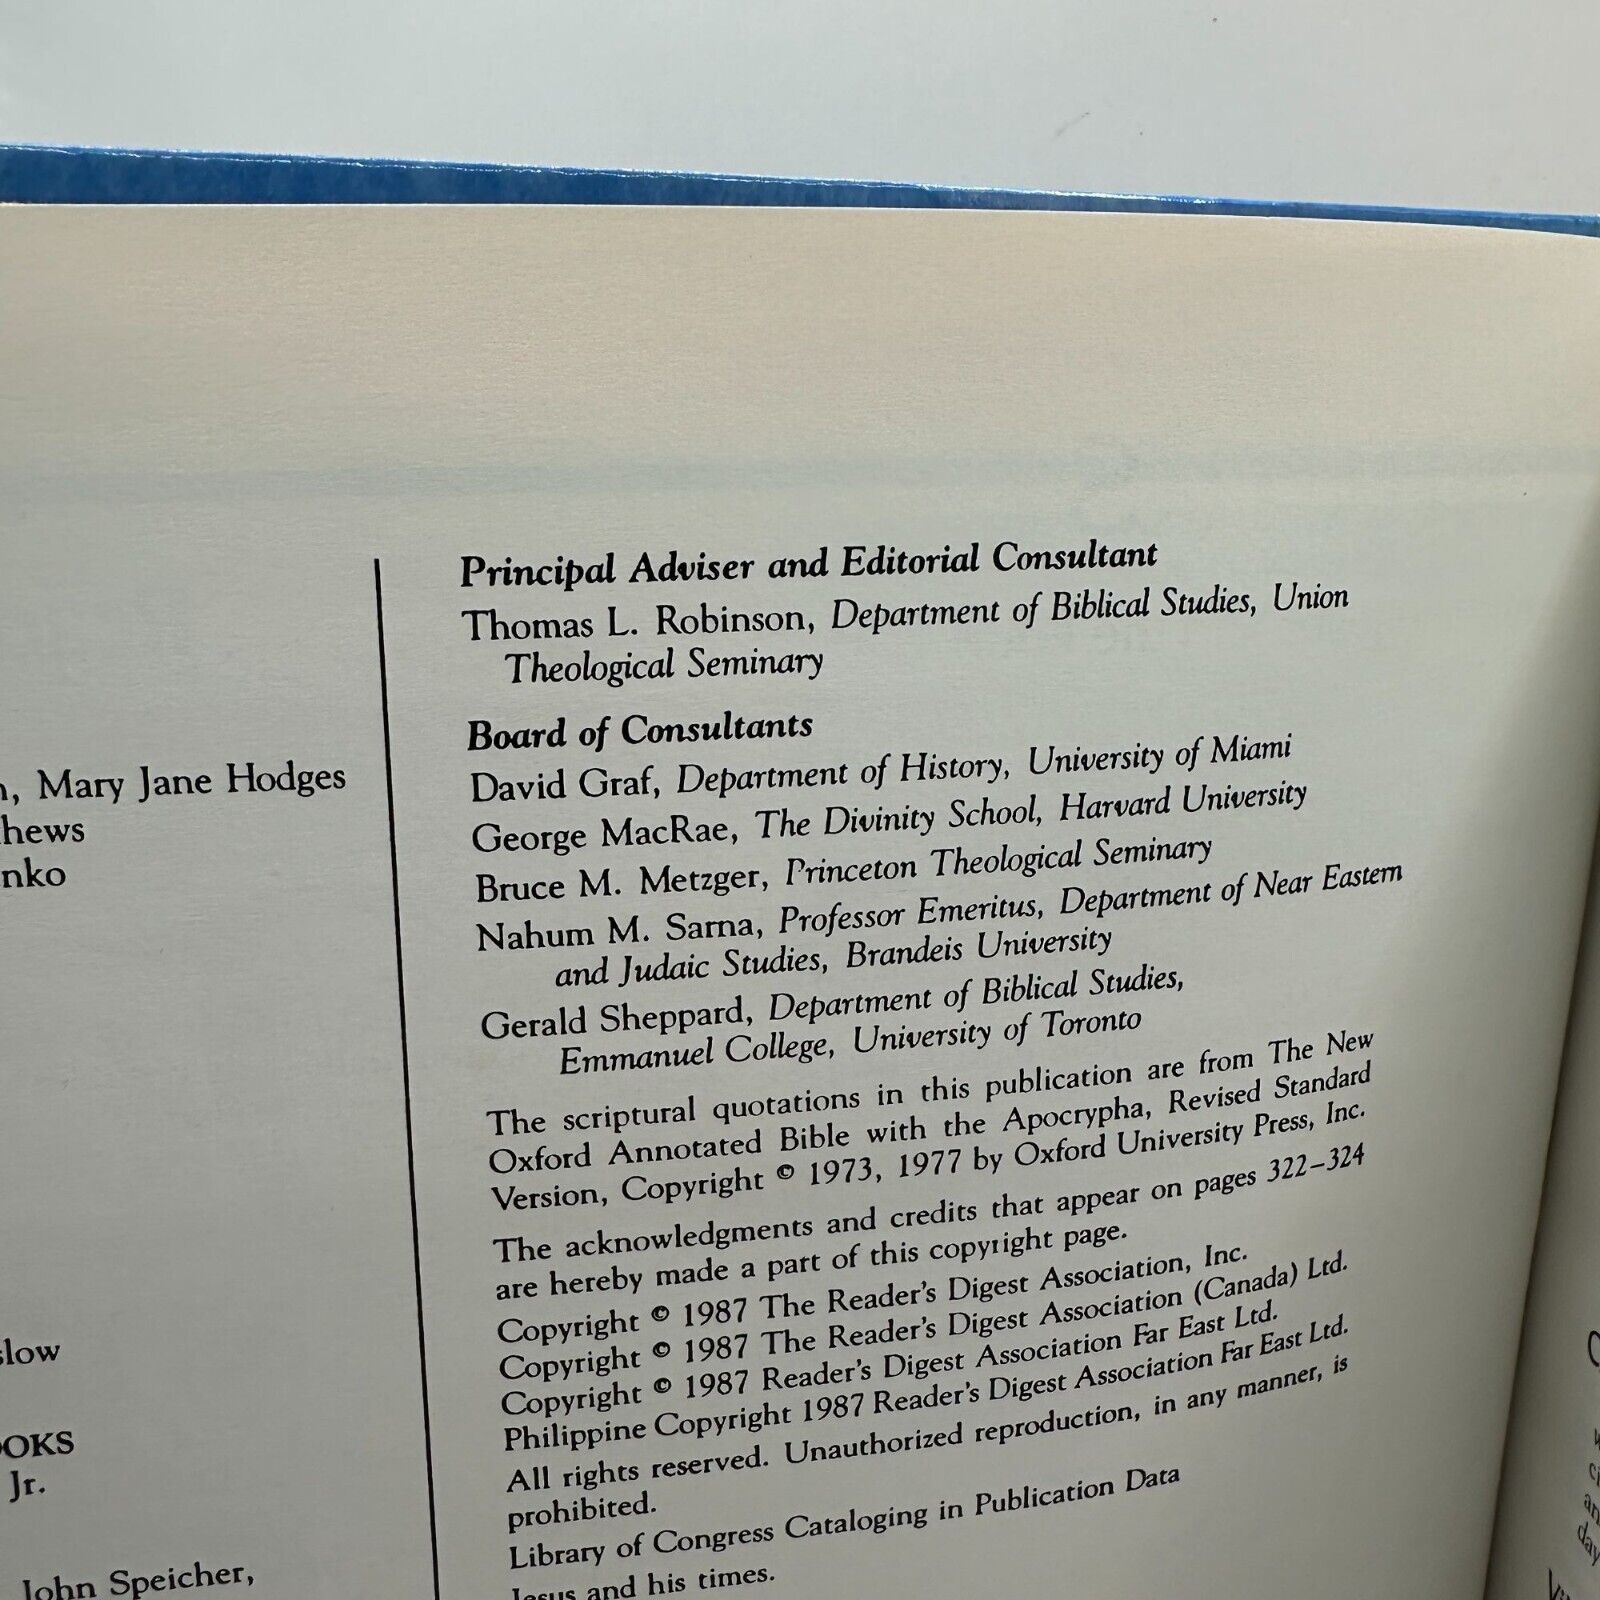 Mary Jane Hodges
John Speicher,
OOKS
Jr.
Principal Adviser and Editorial Consultant
Thomas L. Robinson, Department of Biblical Studies, Union
Theological Seminary
Board of Consultants
David Graf, Department of History, University of Miami
George MacRae, The Divinity School, Harvard University
Bruce M. Metzger, Princeton Theological Seminary
Nahum M. Sarna, Professor Emeritus, Department of Near Eastern
and Judaic Studies, Brandeis University
Gerald Sheppard, Department of Biblical Studies,
Emmanuel College, University of Toronto
The scriptural quotations in this publication are from The New
Oxford Annotated Bible with the Apocrypha, Revised Standard
Version, Copyright © 1973, 1977 by Oxford University Press, Inc.
The acknowledgments and credits that appear on pages 322–324
are hereby made a part of this copyright page.
Copyright © 1987 The Reader's Digest Association, Inc.
Copyright © 1987 The Reader's Digest Association (Canada) Ltd.
Copyright © 1987 Reader's Digest Association Far East Ltd.
Philippine Copyright 1987 Reader's Digest Association Far East Ltd.
All rights reserved. Unauthorized reproduction, in any manner, is
prohibited.
Library of Congress Cataloging in Publication Data
Jesus and his times.